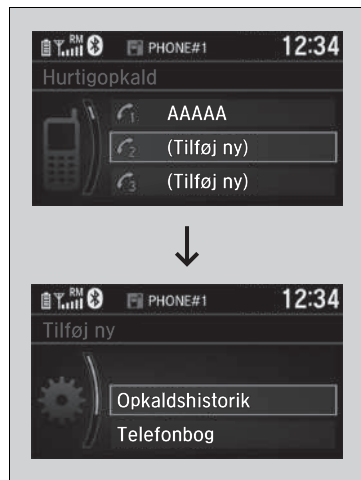 RM PHONE#1 12:34
Hurtigopkald
1 AAAAA
2 (Tilføj ny)
3 (Tilføj ny)
RM PHONE#1 12:34
Tilføj ny
Opkaldshistorik
Telefonbog